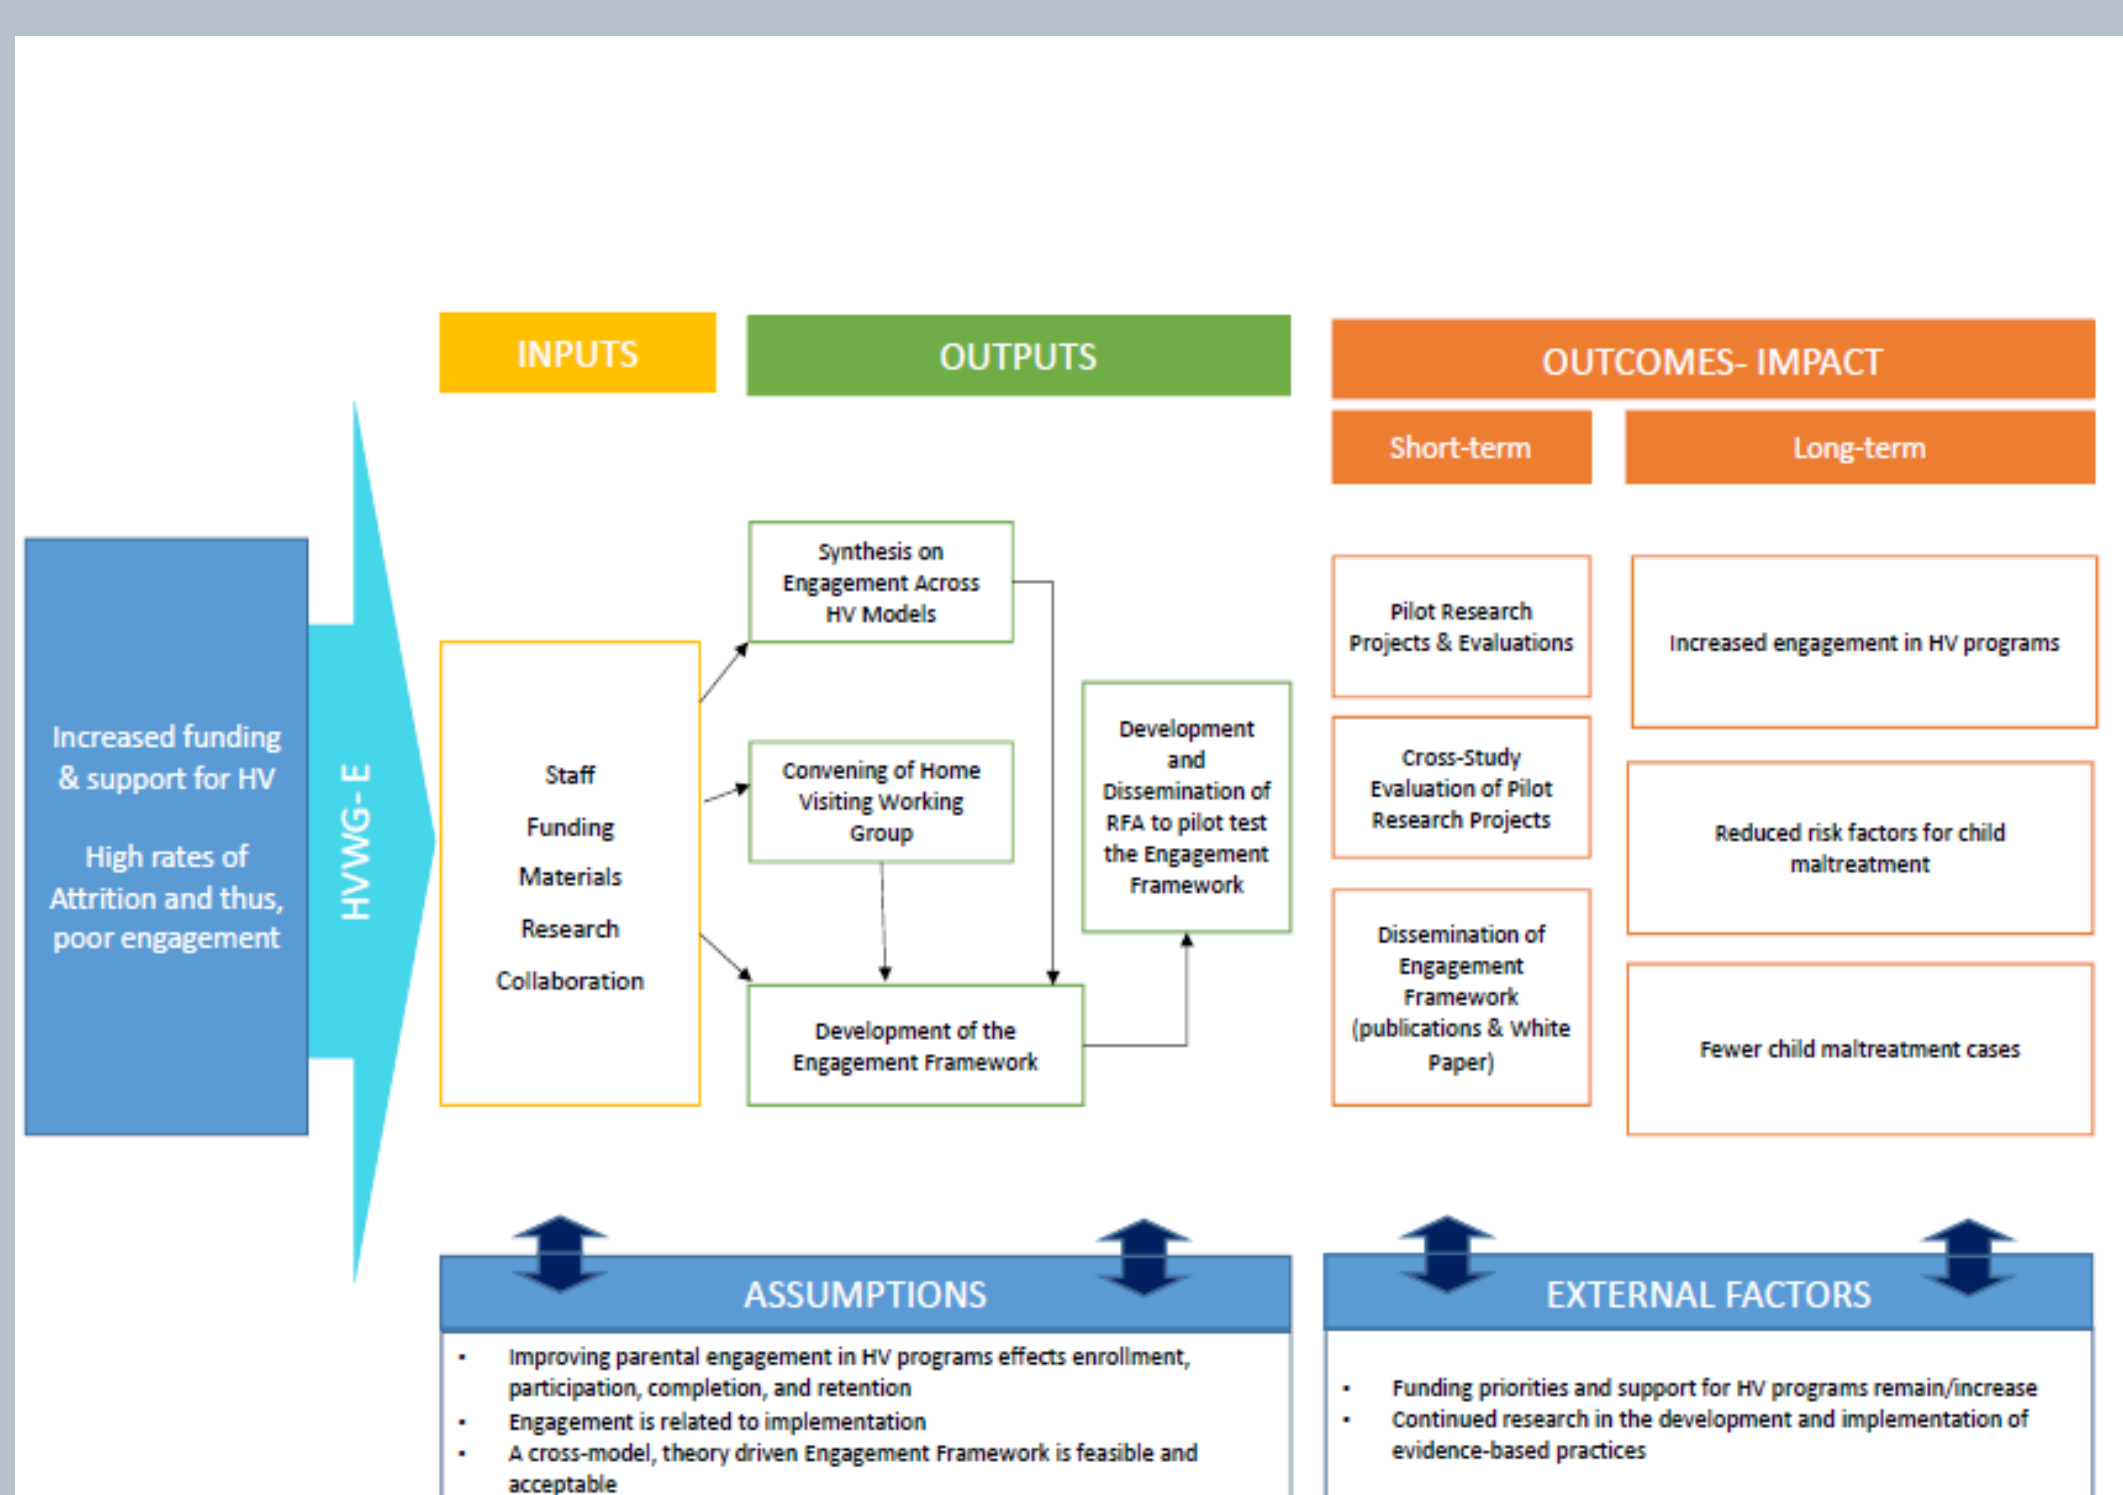 INPUTS
OUTPUTS
OUTCOMES- IMPACT
Short-term
Long-term
Increased funding
& support for HV
High rates of
Attrition and thus,
poor engagement
HVWG- E
Staff
Funding
Materials
Research
Collaboration
Synthesis on
Engagement Across
HV Models
Convening of Home
Visiting Working
Group
Development of the
Engagement Framework
Development
and
Dissemination of
RFA to pilot test
the Engagement
Framework
Pilot Research
Projects & Evaluations
Cross-Study
Evaluation of Pilot
Research Projects
Dissemination of
Engagement
Framework
(publications & White
Paper)
Increased engagement in HV programs
Reduced risk factors for child
maltreatment
Fewer child maltreatment cases
ASSUMPTIONS
▪ Improving parental engagement in HV programs effects enrollment,
participation, completion, and retention
▪ Engagement is related to implementation
▪ A cross-model, theory driven Engagement Framework is feasible and
acceptable
EXTERNAL FACTORS
▪ Funding priorities and support for HV programs remain/increase
▪ Continued research in the development and implementation of
evidence-based practices